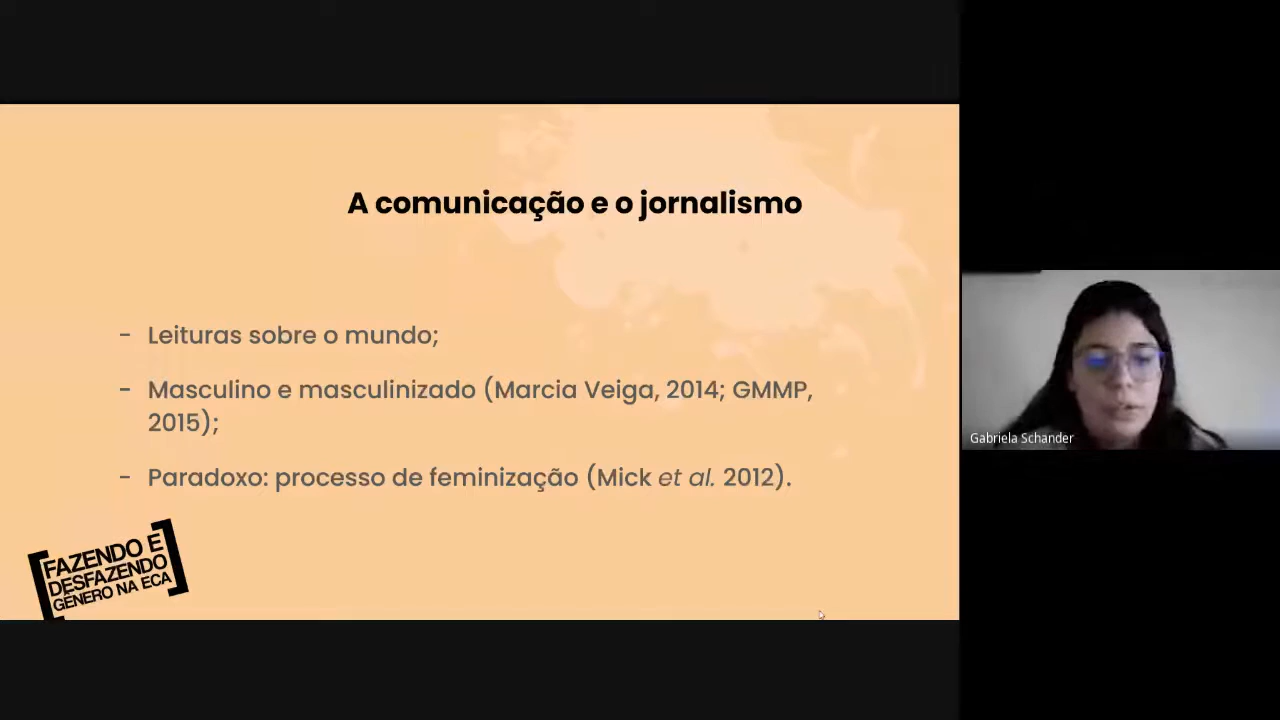 A comunicação e o jornalismo
- Leituras sobre o mundo;
- Masculino e masculinizado (Marcia Veiga, 2014; GMMP,
2015);
- Paradoxo: processo de feminização (Mick et al. 2012).
[FAZENDO E
DESFAZENDO
GÊNERO NA ECA]
Gabriela Schander